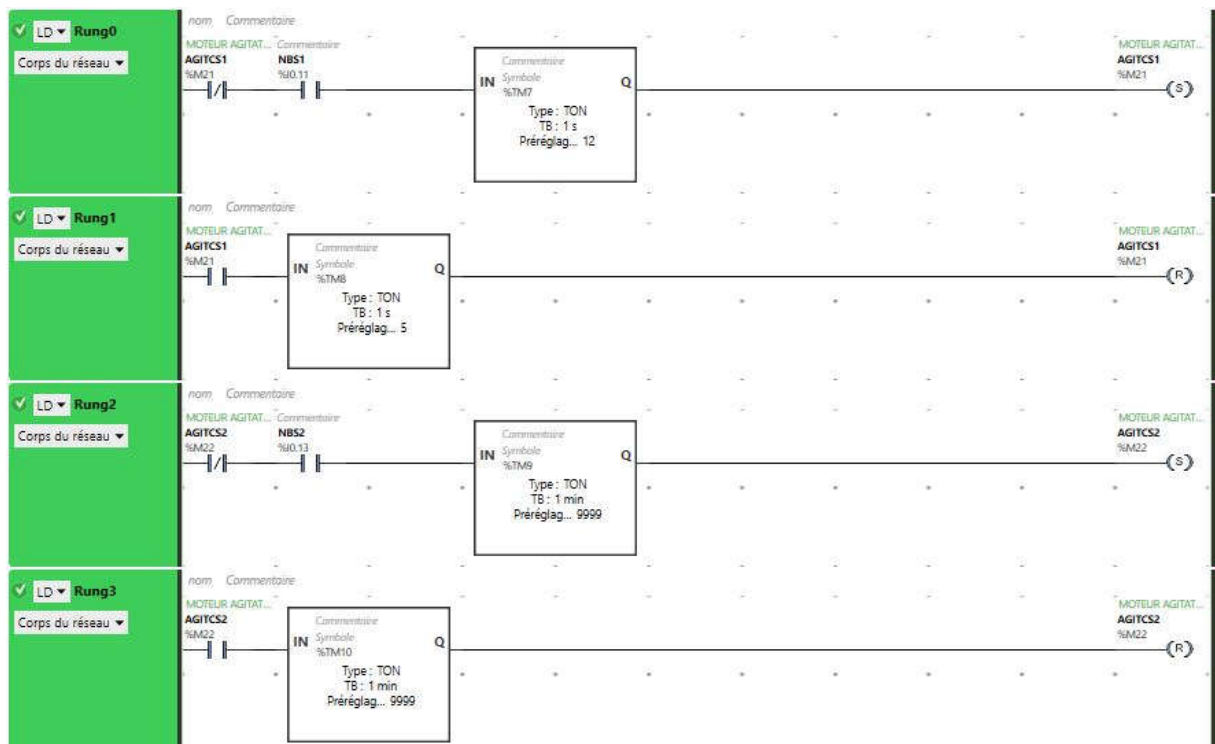 nom Commentaire
LD Rung0
MOTEUR AGITAT... Commentaire MOTEUR AGITAT...
Corps du réseau AGITCS1 NBS1 Commentaire AGITCS1
%M21 %I0.11 IN Symbole Q %M21
%TM7 S
Type : TON
TB : 1 s
Préréglag... 12
nom Commentaire
LD Rung1
MOTEUR AGITAT... MOTEUR AGITAT...
Corps du réseau AGITCS1 Commentaire AGITCS1
%M21 IN Symbole Q %M21
%TM8 R
Type : TON
TB : 1 s
Préréglag... 5
nom Commentaire
LD Rung2
MOTEUR AGITAT... Commentaire MOTEUR AGITAT...
Corps du réseau AGITCS2 NBS2 Commentaire AGITCS2
%M22 %I0.13 IN Symbole Q %M22
%TM9 S
Type : TON
TB : 1 min
Préréglag... 9999
nom Commentaire
LD Rung3
MOTEUR AGITAT... MOTEUR AGITAT...
Corps du réseau AGITCS2 Commentaire AGITCS2
%M22 IN Symbole Q %M22
%TM10 R
Type : TON
TB : 1 min
Préréglag... 9999